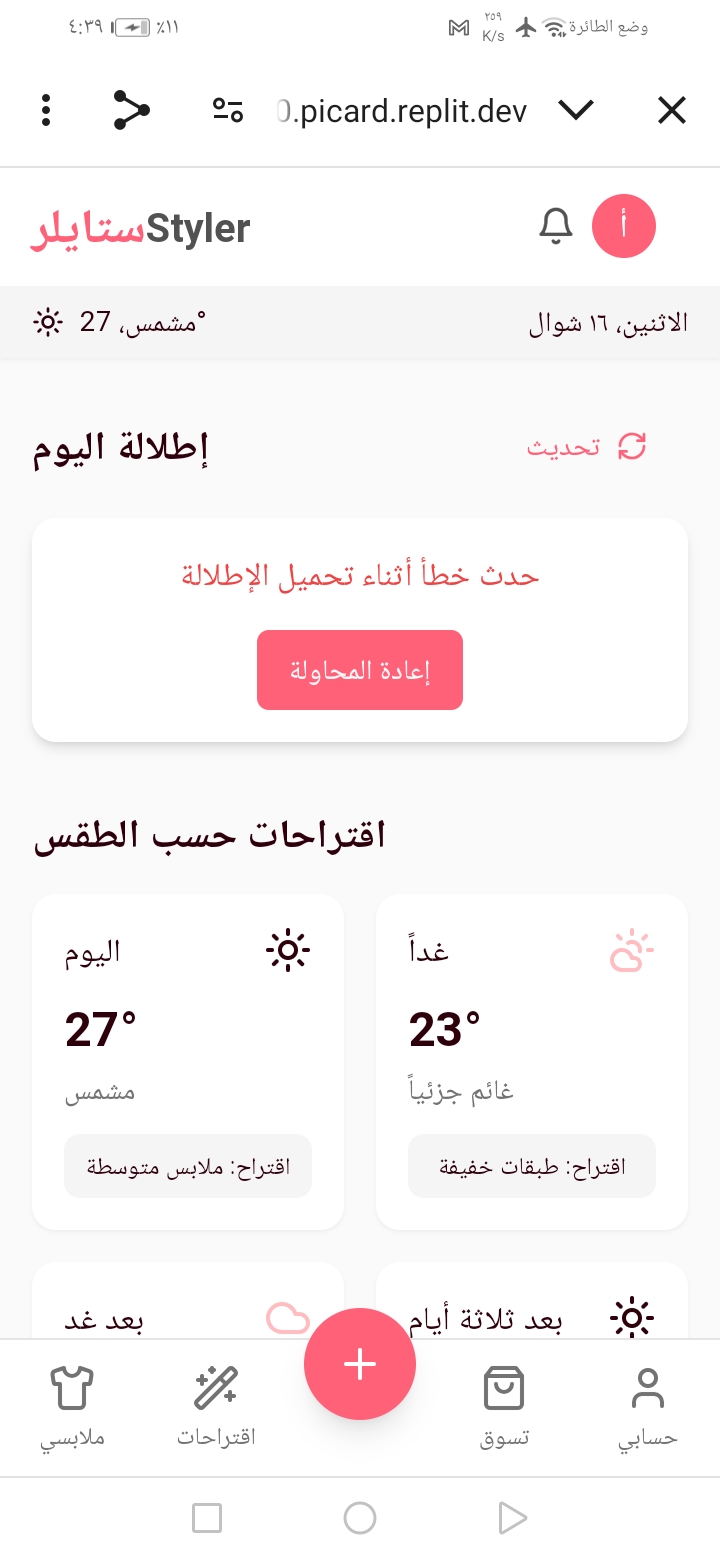 ٤:٣٩ ٪١١ ٢٥٩ K/s وضع الطائرة
0.picard.replit.dev
Stylerستايلر أ
الاثنين، ١٦ شوال
مشمس، 27°
إطلالة اليوم
تحديث
حدث خطأ أثناء تحميل الإطلالة
إعادة المحاولة
اقتراحات حسب الطقس
اليوم
27°
مشمس
اقتراح: ملابس متوسطة
غداً
23°
غائم جزئياً
اقتراح: طبقات خفيفة
بعد غد
بعد ثلاثة أيام
ملابسي
اقتراحات
+
تسوق
حسابي